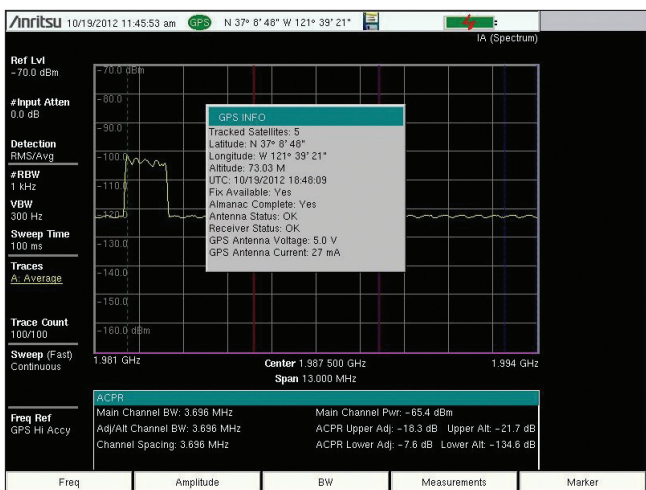 Anritsu 10/19/2012 11:45:53 am GPS N 37° 8' 48" W 121° 39' 21"
IA (Spectrum)
Ref Lvl
-70.0 dBm
#Input Atten
0.0 dB
Detection
RMS/Avg
#RBW
1 kHz
VBW
300 Hz
Sweep Time
100 ms
Traces
A: Average
Trace Count
100/100
Sweep (Fast)
Continuous
Freq Ref
GPS Hi Accy
-70.0 dBm
-80.0
-90.0
-100.0
-110.0
-120.0
-130.0
-140.0
-150.0
-160.0 dBm
GPS INFO
Tracked Satellites: 5
Latitude: N 37° 8' 48"
Longitude: W 121° 39' 21"
Altitude: 73.03 M
UTC: 10/19/2012 18:48:09
Fix Available: Yes
Almanac Complete: Yes
Antenna Status: OK
Receiver Status: OK
GPS Antenna Voltage: 5.0 V
GPS Antenna Current: 27 mA
1.981 GHz
Center 1.987 500 GHz
1.994 GHz
Span 13.000 MHz
ACPR
Main Channel BW: 3.696 MHz Main Channel Pwr: -65.4 dBm
Adj/Alt Channel BW: 3.696 MHz ACPR Upper Adj: -18.3 dB Upper Alt: -21.7 dB
Channel Spacing: 3.696 MHz ACPR Lower Adj: -7.6 dB Lower Alt: -134.6 dB
Freq Amplitude BW Measurements Marker